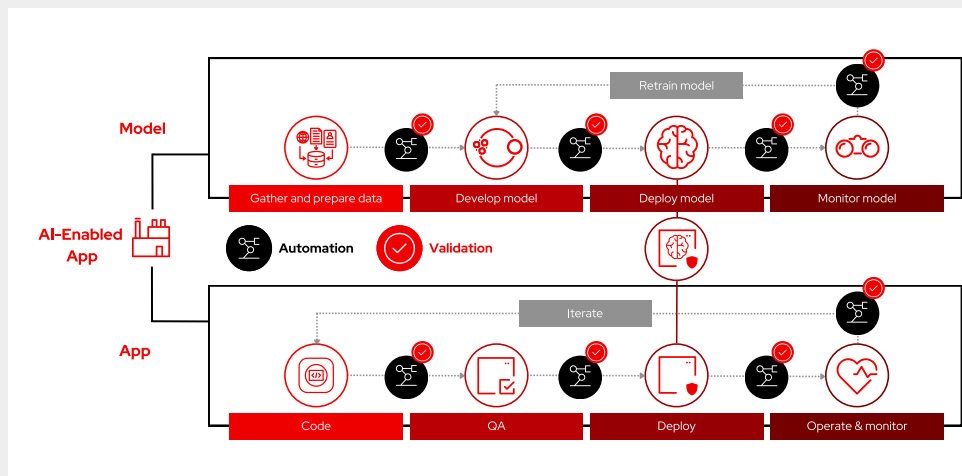 Retrain model
Model
Gather and prepare data
Develop model
Deploy model
Monitor model
AI-Enabled
App
Automation
Validation
Iterate
App
Code
QA
Deploy
Operate & monitor